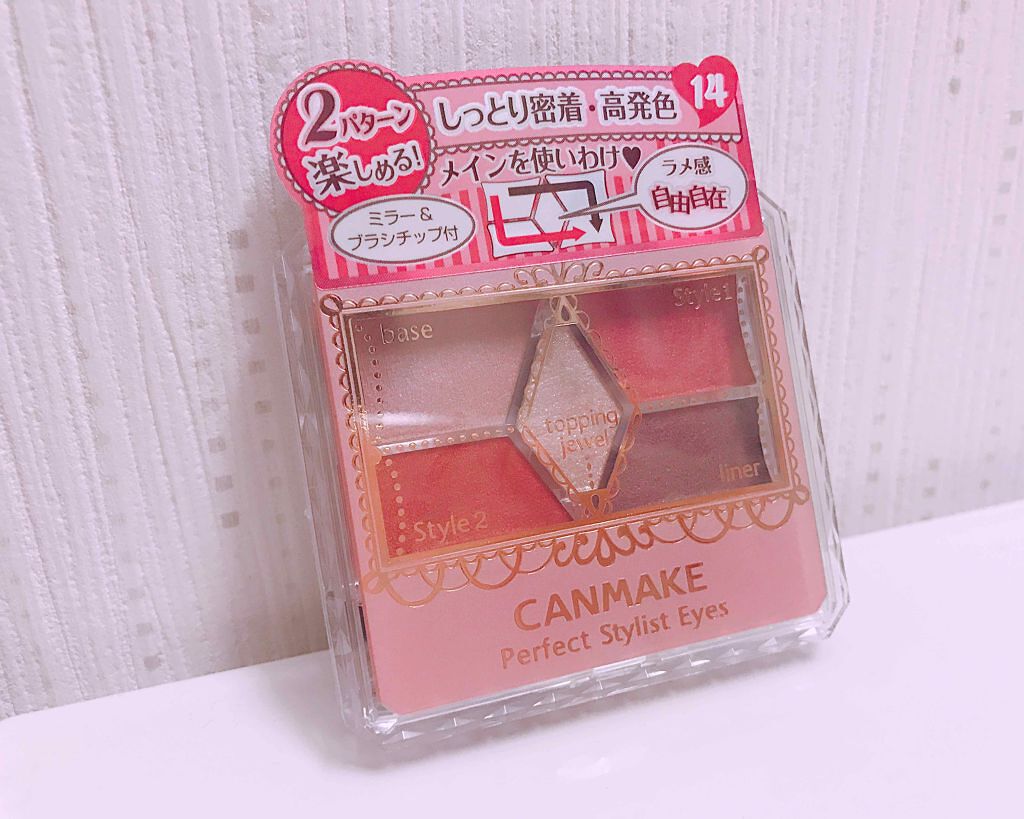 2パターン
楽しめる!
しっとり密着・高発色
14
メインを使いわけ♥
ミラー&
ブラシチップ付
ラメ感
自由自在
base
Style1
topping
jewel
Style2
liner
CANMAKE
Perfect Stylist Eyes